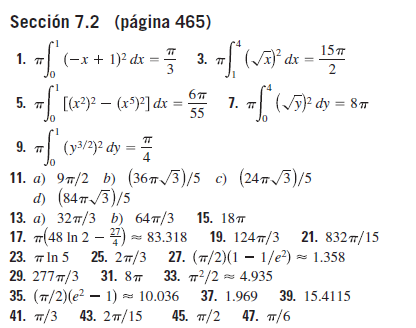 Sección 7.2 (página 465)
1. π∫₀¹ (−x + 1)² dx = π/3 3. π∫₁⁴ (√x)² dx = 15π/2
5. π∫₀¹ [(x²)² − (x⁵)²] dx = 6π/55 7. π∫₀⁴ (√y)² dy = 8π
9. π∫₀¹ (y³ᐟ²)² dy = π/4
11. a) 9π/2 b) (36π√3)/5 c) (24π√3)/5
d) (84π√3)/5
13. a) 32π/3 b) 64π/3 15. 18π
17. π(48 ln 2 − 27/4) ≈ 83.318 19. 124π/3 21. 832π/15
23. π ln 5 25. 2π/3 27. (π/2)(1 − 1/e²) ≈ 1.358
29. 277π/3 31. 8π 33. π²/2 ≈ 4.935
35. (π/2)(e² − 1) ≈ 10.036 37. 1.969 39. 15.4115
41. π/3 43. 2π/15 45. π/2 47. π/6